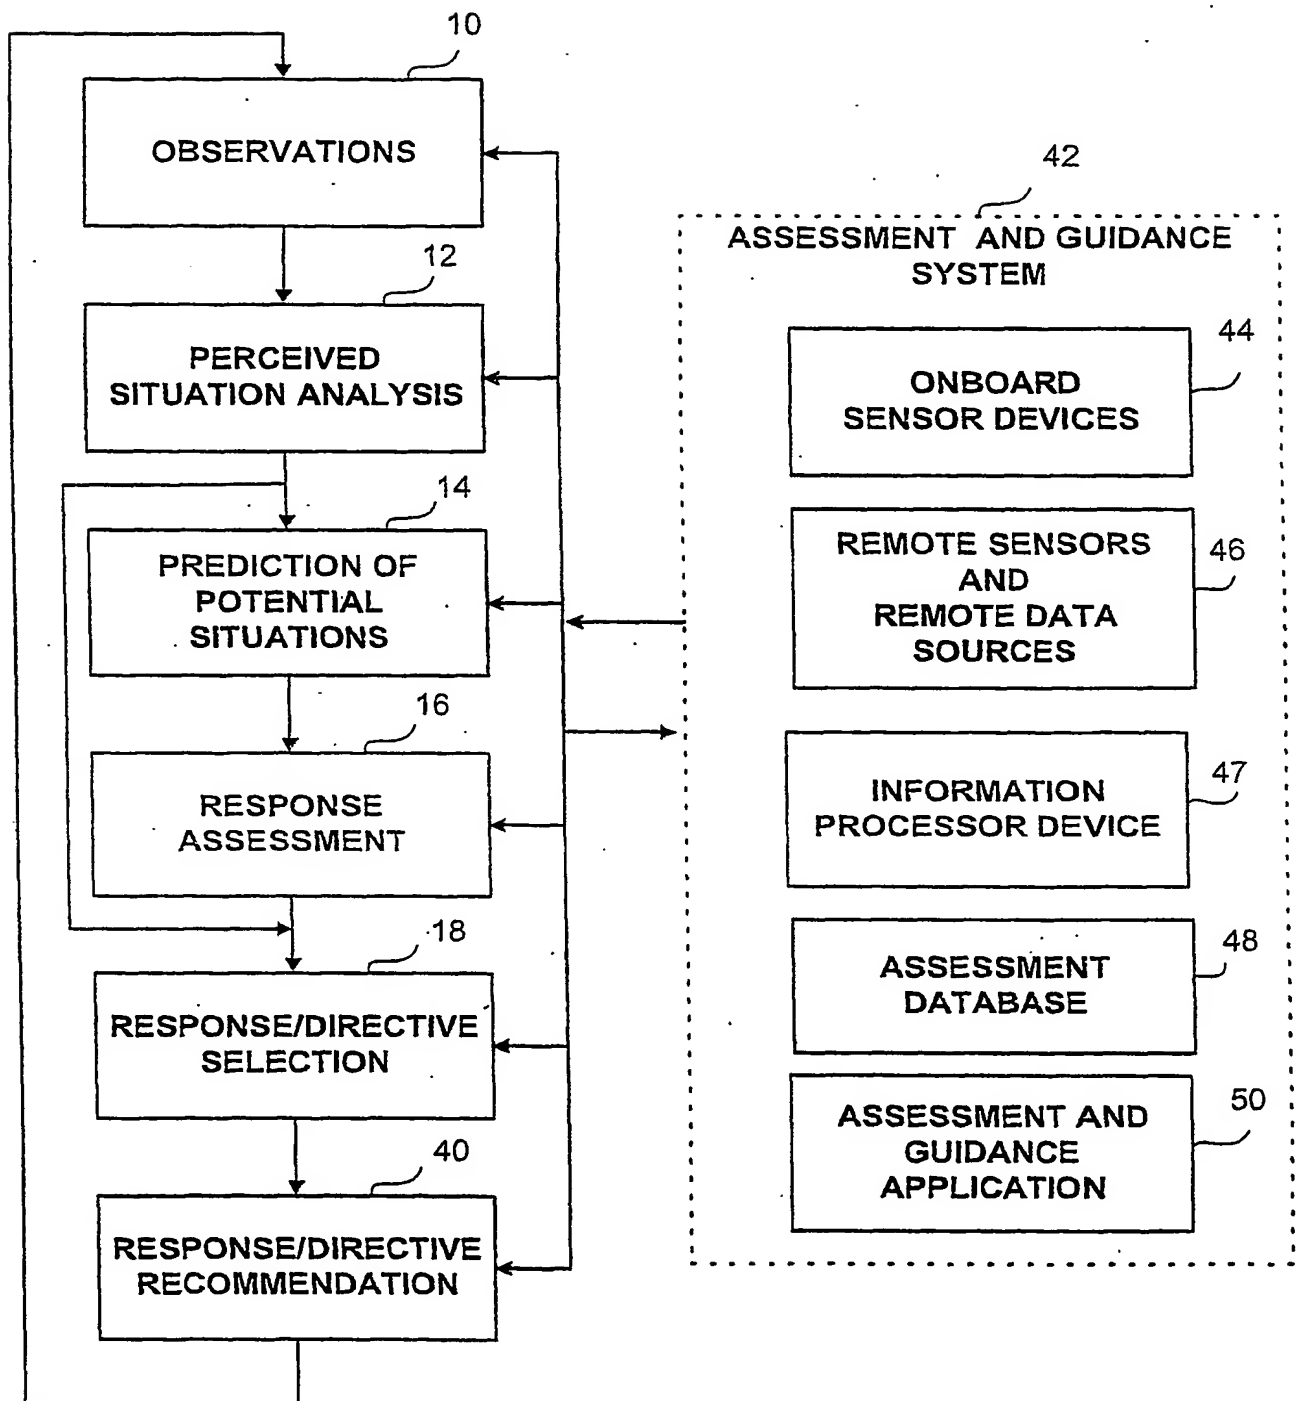 10
OBSERVATIONS
12
PERCEIVED
SITUATION ANALYSIS
14
PREDICTION OF
POTENTIAL
SITUATIONS
16
RESPONSE
ASSESSMENT
18
RESPONSE/DIRECTIVE
SELECTION
40
RESPONSE/DIRECTIVE
RECOMMENDATION
42
ASSESSMENT AND GUIDANCE
SYSTEM
44
ONBOARD
SENSOR DEVICES
46
REMOTE SENSORS
AND
REMOTE DATA
SOURCES
47
INFORMATION
PROCESSOR DEVICE
48
ASSESSMENT
DATABASE
50
ASSESSMENT AND
GUIDANCE
APPLICATION